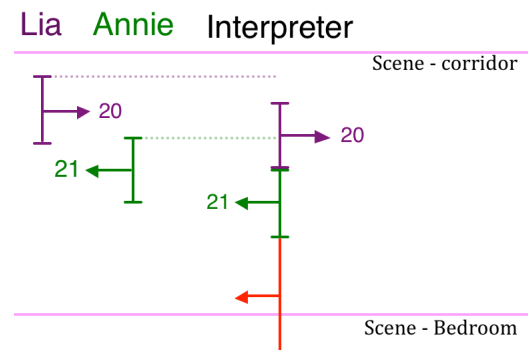 Lia Annie Interpreter
Scene - corridor
20
20
21
21
Scene - Bedroom